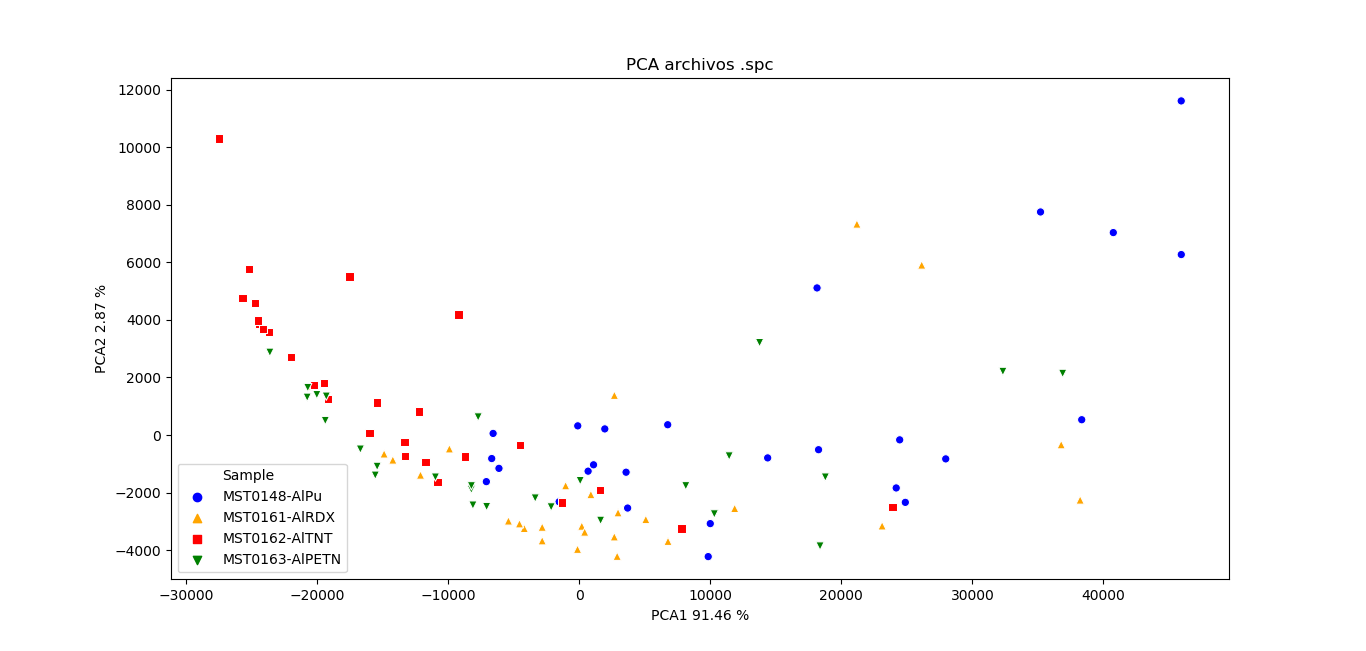 PCA archivos .spc
12000
10000
8000
6000
4000
2000
0
−2000
−4000
PCA2 2.87 %
Sample
MST0148-AlPu
MST0161-AlRDX
MST0162-AlTNT
MST0163-AlPETN
−30000 −20000 −10000 0 10000 20000 30000 40000
PCA1 91.46 %